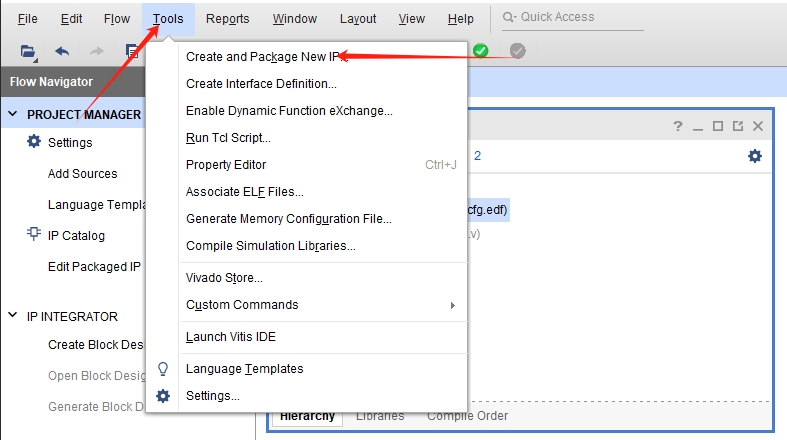 File Edit Flow Tools Reports Window Layout View Help Quick Access
Flow Navigator
PROJECT MANAGER
Settings
Add Sources
Language Templa
IP Catalog
Edit Packaged IP
IP INTEGRATOR
Create Block Des
Open Block Desig
Generate Block D
Create and Package New IP
Create Interface Definition...
Enable Dynamic Function eXchange...
Run Tcl Script...
Property Editor Ctrl+J
Associate ELF Files...
Generate Memory Configuration File...
Compile Simulation Libraries...
Vivado Store...
Custom Commands
Launch Vitis IDE
Language Templates
Settings...
2
cfg.edf)
.v)
Hierarchy Libraries Compile Order